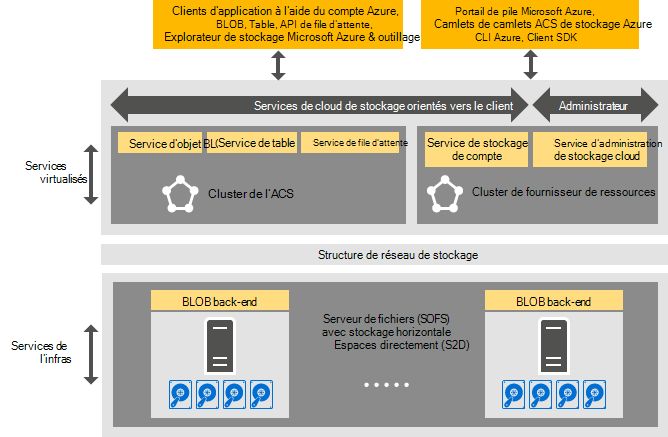 Clients d'application à l'aide du compte Azure,
BLOB, Table, API de file d'attente,
Explorateur de stockage Microsoft Azure & outillage
Portail de pile Microsoft Azure,
Camlets de camlets ACS de stockage Azure
CLI Azure, Client SDK
Services de cloud de stockage orientés vers le client
Administrateur
Service d'objet BL
Service de table
Service de file d'attente
Service de stockage
de compte
Service d'administration
de stockage cloud
Services
virtualisés
Cluster de l'ACS
Cluster de fournisseur de ressources
Structure de réseau de stockage
BLOB back-end
BLOB back-end
Serveur de fichiers (SOFS)
avec stockage horizontale
Espaces directement (S2D)
Services de
l'infras